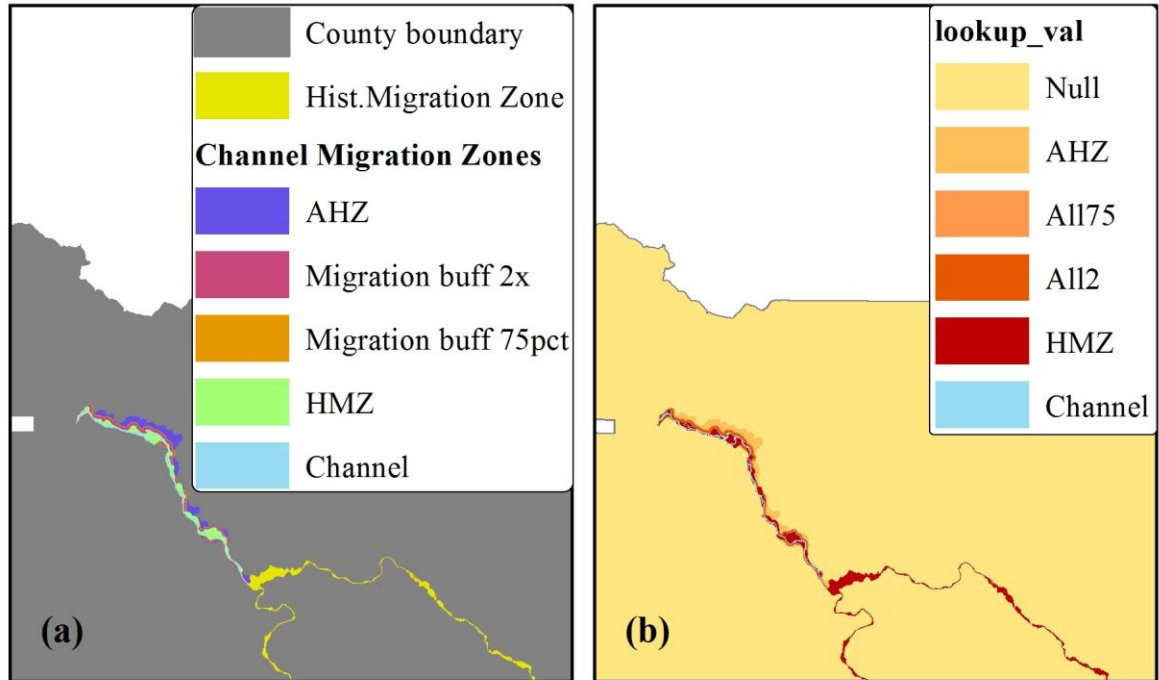 County boundary
Hist.Migration Zone
Channel Migration Zones
AHZ
Migration buff 2x
Migration buff 75pct
HMZ
Channel
(a)
lookup_val
Null
AHZ
All75
All2
HMZ
Channel
(b)